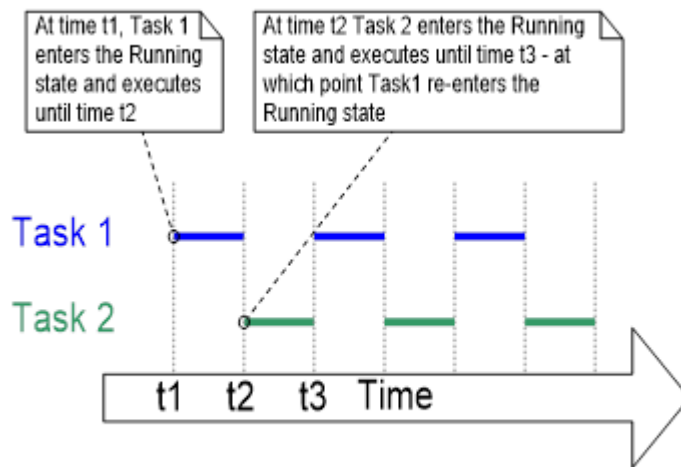 At time t1, Task 1
enters the Running
state and executes
until time t2
At time t2 Task 2 enters the Running
state and executes until time t3 - at
which point Task1 re-enters the
Running state
Task 1
Task 2
t1 t2 t3 Time